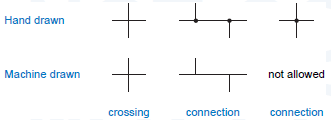 Hand drawn
Machine drawn not allowed
crossing connection connection